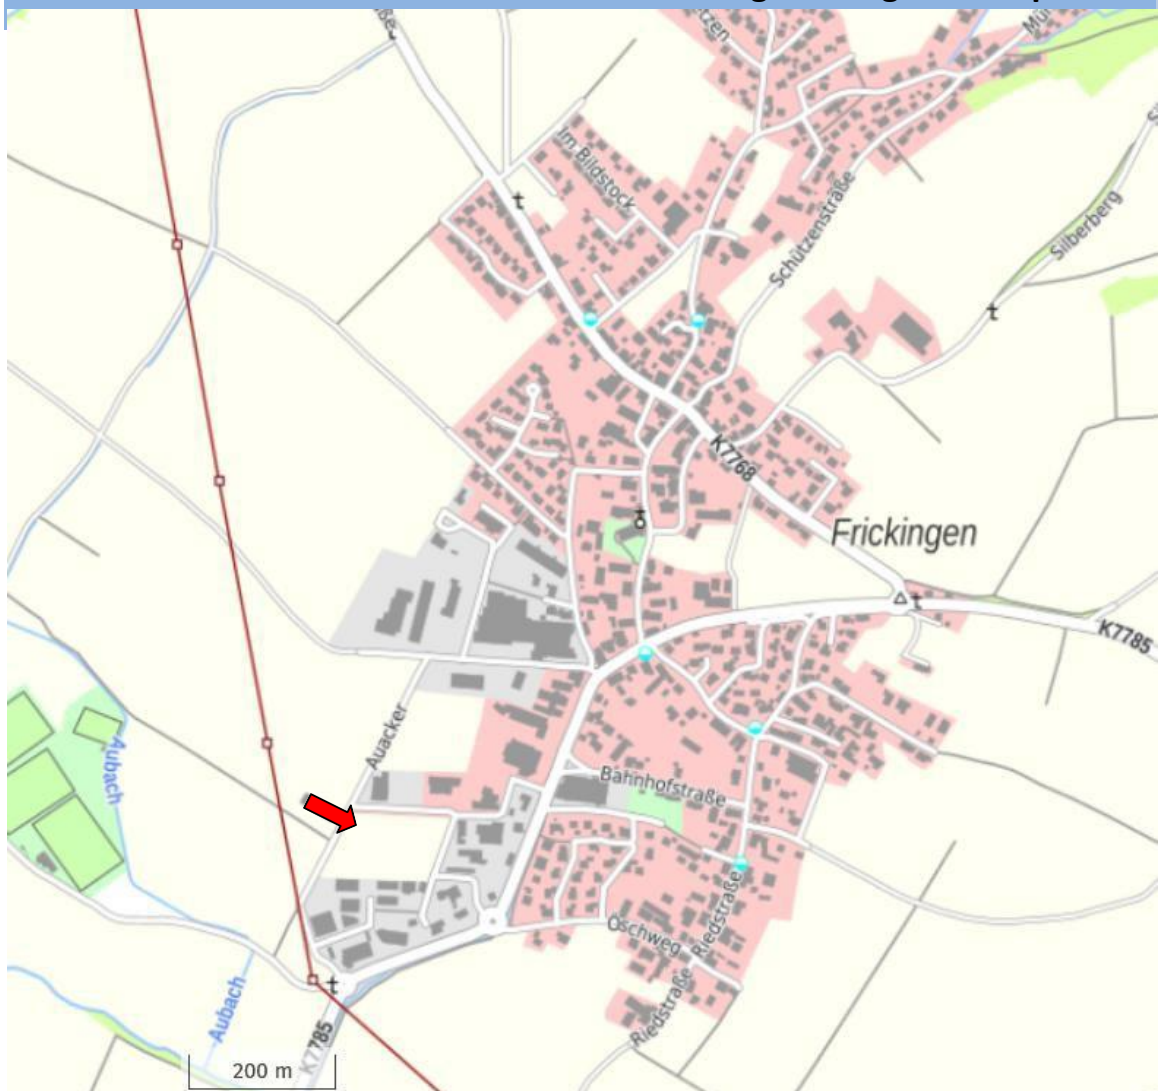 Im Bildstock
Schützenstraße
Silberberg
K7768
Frickingen
K7785
Auacker
Aubach
Bahnhofstraße
Riedstraße
Öschweg
Riedstraße
Aubach
K7785
200 m